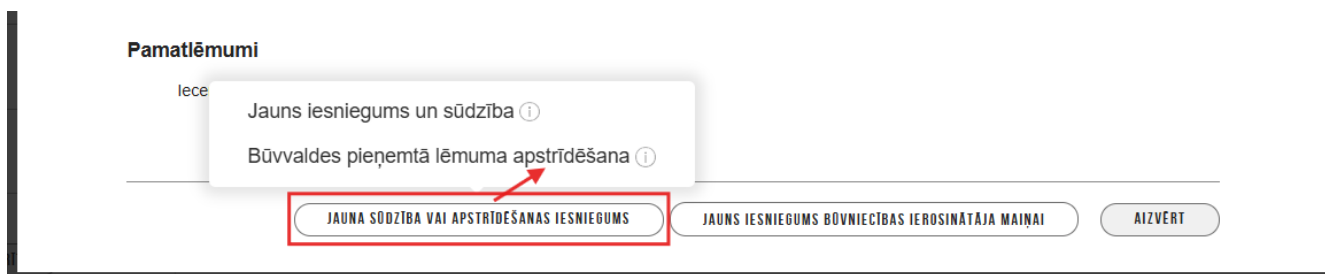 Pamatlēmumi
Iece
Jauns iesniegums un sūdzība
Būvvaldes pieņemtā lēmuma apstrīdēšana
JAUNA SŪDZĪBA VAI APSTRĪDĒŠANAS IESNIEGUMS
JAUNS IESNIEGUMS BŪVNIECĪBAS IEROSINĀTĀJA MAIŅAI
AIZVĒRT